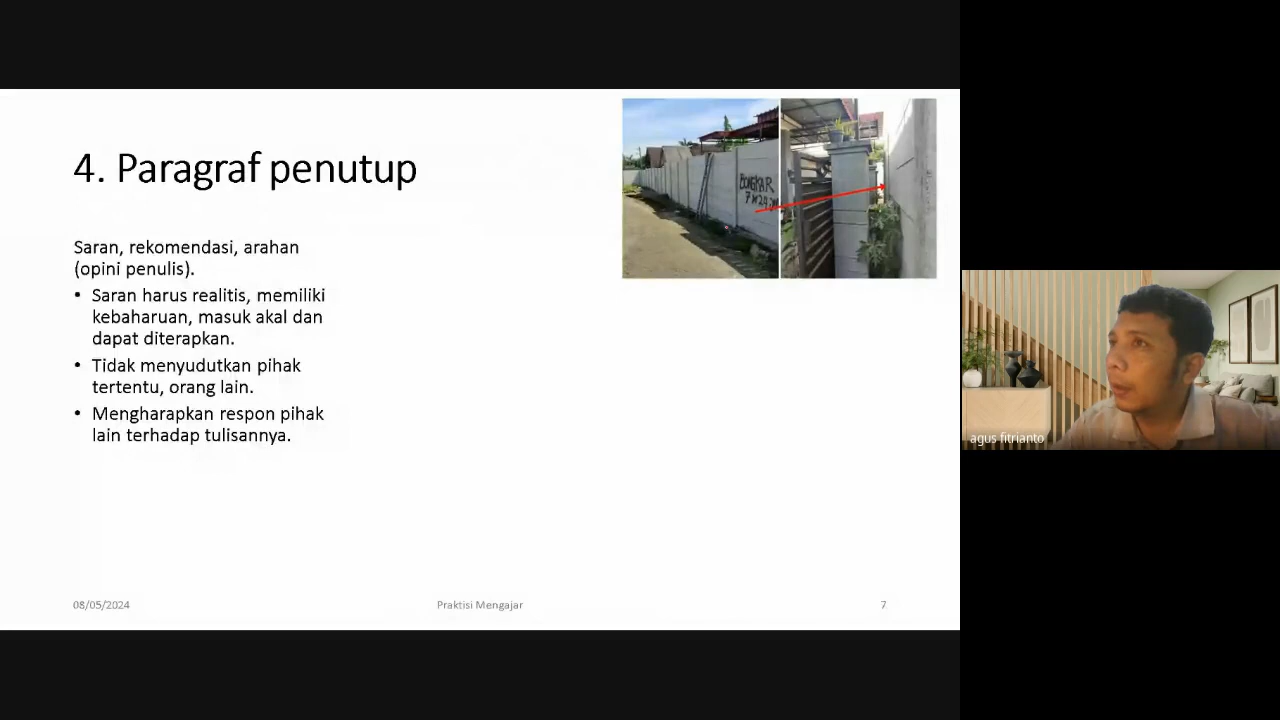 4. Paragraf penutup
Saran, rekomendasi, arahan
(opini penulis).
• Saran harus realitis, memiliki
kebaharuan, masuk akal dan
dapat diterapkan.
• Tidak menyudutkan pihak
tertentu, orang lain.
• Mengharapkan respon pihak
lain terhadap tulisannya.
BONGKAR
08/05/2024
Praktisi Mengajar
7
agus fitrianto